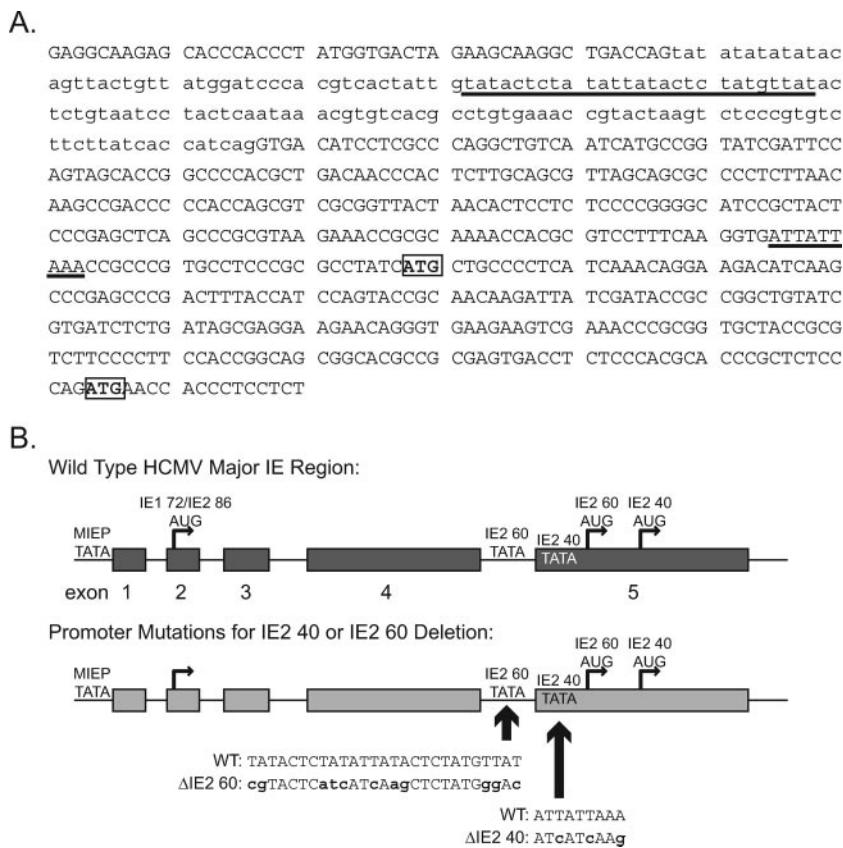 A.
GAGGCAAGAG CACCCACCCT ATGGTGACTA GAAGCAAGGC TGACCAGtat atatatatac
agttactgtt atggatccca cgtcactatt gtatactcta tattatactc tatgttatac
tctgtaatcc tactcaataa acgtgtcacg cctgtgaaac cgtactaagt ctcccgtgtc
ttcttatcac catcagGTGA CATCCTCGCC CAGGCTGTCA ATCATGCCGG TATCGATTCC
AGTAGCACCG GCCCCACGCT GACAACCCAC TCTTGCAGCG TTAGCAGCGC CCCTCTTAAC
AAGCCGACCC CCACCAGCGT CGCGGTTACT AACACTCCTC TCCCCGGGGC ATCCGCTACT
CCCGAGCTCA GCCCGCGTAA GAAACCGCGC AAAACCACGC GTCCTTTCAA GGTGATTATT
AAACCGCCCG TGCCTCCCGC GCCTATCATG CTGCCCCTCA TCAAACAGGA AGACATCAAG
CCCGAGCCCG ACTTTACCAT CCAGTACCGC AACAAGATTA TCGATACCGC CGGCTGTATC
GTGATCTCTG ATAGCGAGGA AGAACAGGGT GAAGAAGTCG AAACCCGCGG TGCTACCGCG
TCTTCCCCTT CCACCGGCAG CGGCACGCCG CGAGTGACCT CTCCCACGCA CCCGCTCTCC
CAGATGAACC ACCCTCCTCT
B.
Wild Type HCMV Major IE Region:
MIEP
TATA
IE1 72/IE2 86
AUG
IE2 60
TATA
IE2 40
TATA
IE2 60
AUG
IE2 40
AUG
exon 1 2 3 4 5
Promoter Mutations for IE2 40 or IE2 60 Deletion:
MIEP
TATA
IE2 60
TATA
IE2 40
TATA
IE2 60
AUG
IE2 40
AUG
WT: TATACTCTATATTATACTCTATGTTAT
ΔIE2 60: cgTACTCatcATcAagCTCTATGggAc
WT: ATTATTAAA
ΔIE2 40: ATcATcAAg